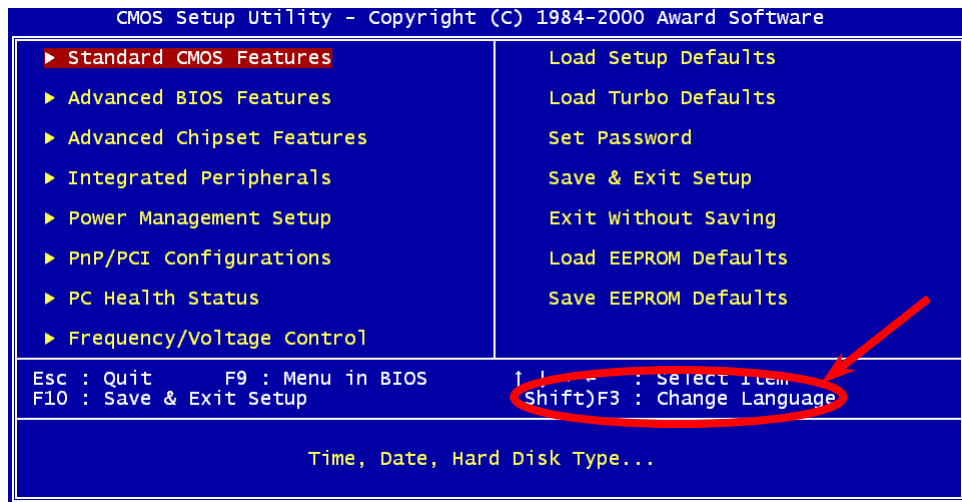 CMOS Setup Utility - Copyright (C) 1984-2000 Award Software
▶ Standard CMOS Features
▶ Advanced BIOS Features
▶ Advanced Chipset Features
▶ Integrated Peripherals
▶ Power Management Setup
▶ PnP/PCI Configurations
▶ PC Health Status
▶ Frequency/Voltage Control
Load Setup Defaults
Load Turbo Defaults
Set Password
Save & Exit Setup
Exit Without Saving
Load EEPROM Defaults
Save EEPROM Defaults
Esc : Quit F9 : Menu in BIOS ↑ ↓ → ← : Select Item
F10 : Save & Exit Setup Shift)F3 : Change Language
Time, Date, Hard Disk Type...